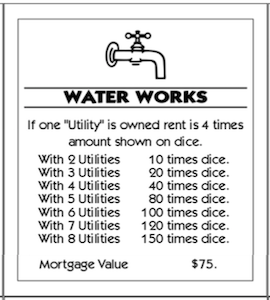 WATER WORKS
If one "Utility" is owned rent is 4 times
amount shown on dice.
With 2 Utilities 10 times dice.
With 3 Utilities 20 times dice.
With 4 Utilities 40 times dice.
With 5 Utilities 80 times dice.
With 6 Utilities 100 times dice.
With 7 Utilities 120 times dice.
With 8 Utilities 150 times dice.
Mortgage Value $75.